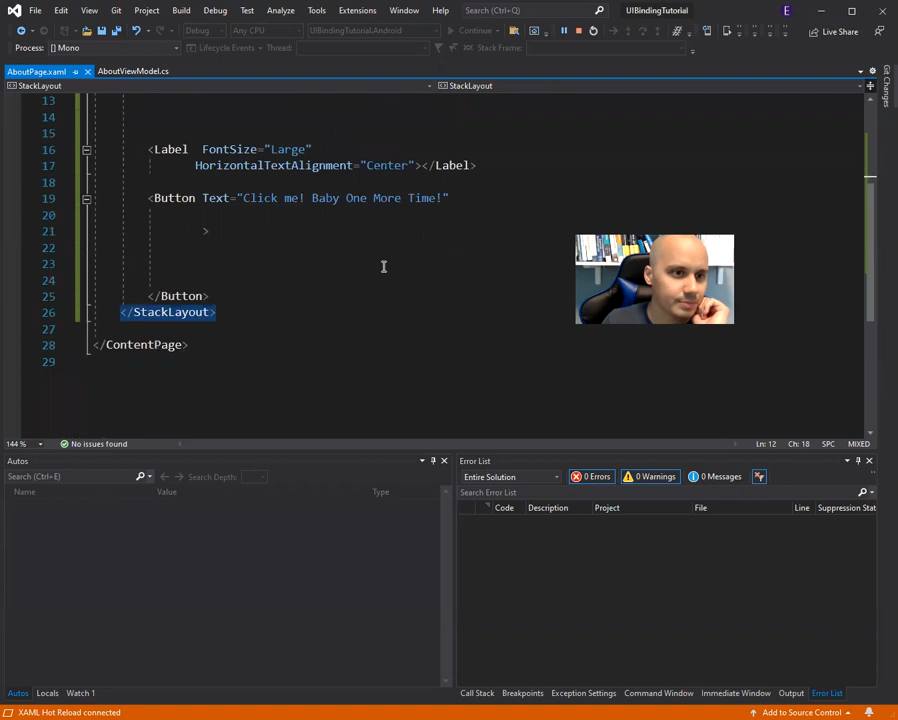 File Edit View Git Project Build Debug Test Analyze Tools Extensions Window Help Search (Ctrl+Q) UIBindingTutorial E
Debug Any CPU UIBindingTutorial.Android Continue Live Share
Process: [] Mono Lifecycle Events Thread: Stack Frame:
AboutPage.xaml AboutViewModel.cs
StackLayout StackLayout
Git Changes
13
14
15
16 <Label FontSize="Large"
17 HorizontalTextAlignment="Center"></Label>
18
19 <Button Text="Click me! Baby One More Time!"
20
21 >
22
23
24
25 </Button>
26 </StackLayout>
27
28 </ContentPage>
29
144 % No issues found Ln: 12 Ch: 18 SPC MIXED
Autos Error List
Search (Ctrl+E) Search Depth: Entire Solution 0 Errors 0 Warnings 0 Messages
Name Value Type Search Error List
Code Description Project File Line Suppression Stat
Autos Locals Watch 1 Call Stack Breakpoints Exception Settings Command Window Immediate Window Output Error List
XAML Hot Reload connected Add to Source Control